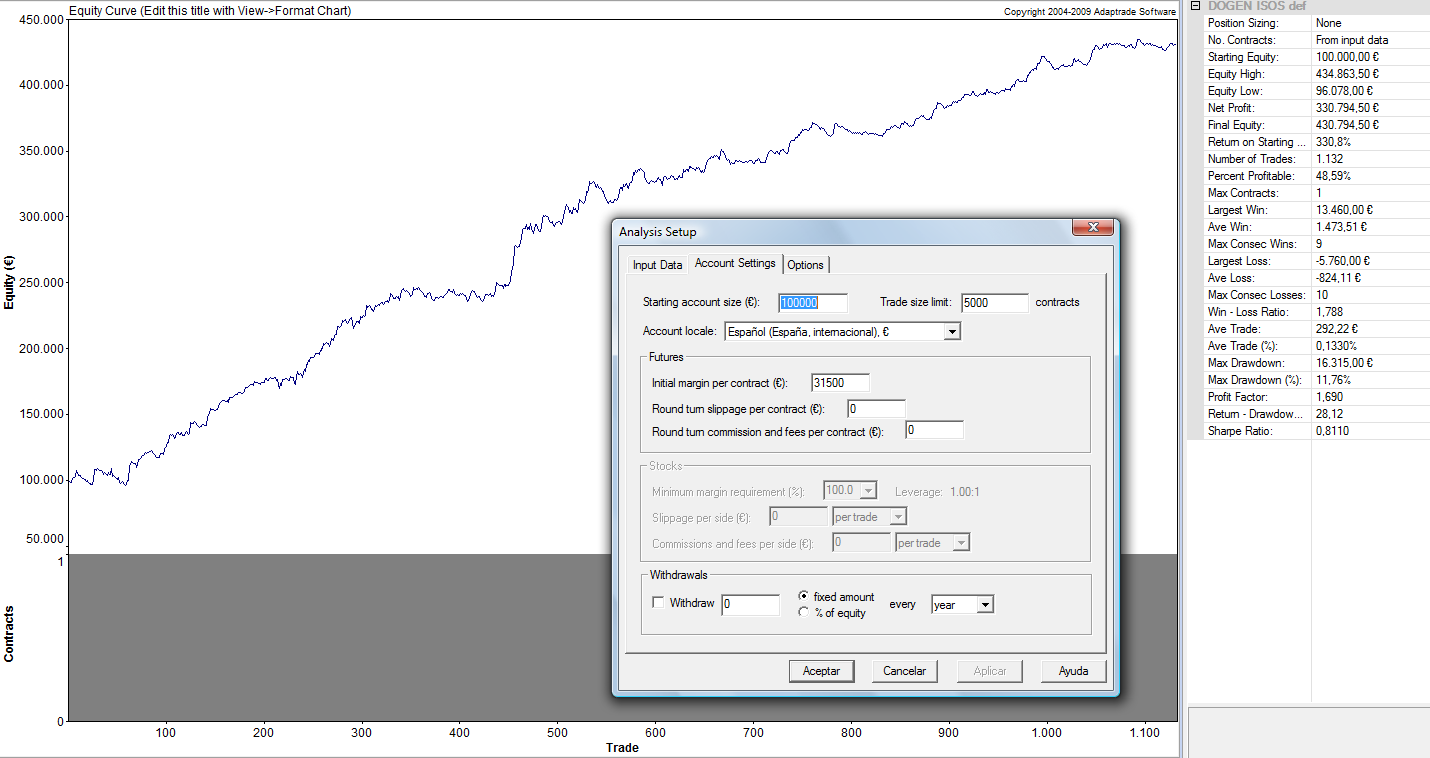 Equity Curve (Edit this title with View->Format Chart)
Copyright 2004-2009 Adaptrade Software
450.000
400.000
350.000
300.000
250.000
200.000
150.000
100.000
50.000
Equity (€)
1
0
Contracts
100
200
300
400
500
600
700
800
900
1.000
1.100
Trade
Analysis Setup
Input Data
Account Settings
Options
Starting account size (€): 100000
Trade size limit: 5000 contracts
Account locale: Español (España, internacional), €
Futures
Initial margin per contract (€): 31500
Round turn slippage per contract (€): 0
Round turn commission and fees per contract (€): 0
Stocks
Minimum margin requirement (%): 100.0
Leverage: 1.00:1
Slippage per side (€): 0 per trade
Commissions and fees per side (€): 0 per trade
Withdrawals
Withdraw 0
fixed amount
% of equity
every year
Aceptar
Cancelar
Aplicar
Ayuda
DOGEN ISOS def
Position Sizing: None
No. Contracts: From input data
Starting Equity: 100.000,00 €
Equity High: 434.863,50 €
Equity Low: 96.078,00 €
Net Profit: 330.794,50 €
Final Equity: 430.794,50 €
Return on Starting ... 330,8%
Number of Trades: 1.132
Percent Profitable: 48,59%
Max Contracts: 1
Largest Win: 13.460,00 €
Ave Win: 1.473,51 €
Max Consec Wins: 9
Largest Loss: -5.760,00 €
Ave Loss: -824,11 €
Max Consec Losses: 10
Win - Loss Ratio: 1,788
Ave Trade: 292,22 €
Ave Trade (%): 0,1330%
Max Drawdown: 16.315,00 €
Max Drawdown (%): 11,76%
Profit Factor: 1,690
Return - Drawdow... 28,12
Sharpe Ratio: 0,8110